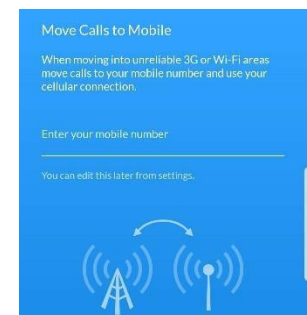 Move Calls to Mobile
When moving into unreliable 3G or Wi-Fi areas
move calls to your mobile number and use your
cellular connection.
Enter your mobile number
You can edit this later from settings.